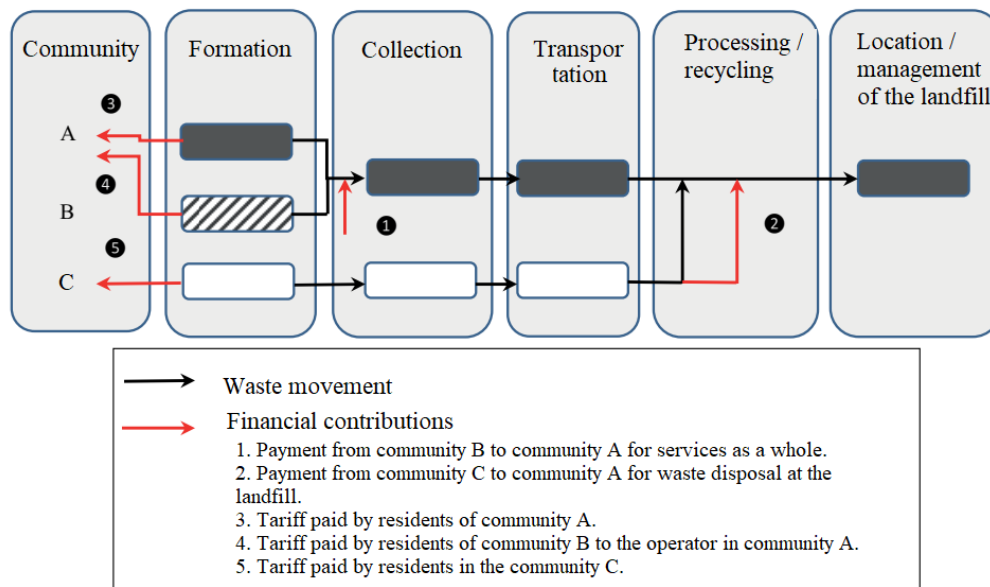 Community
Formation
Collection
Transpor
tation
Processing /
recycling
Location /
management
of the landfill
3
A
4
B
1
2
5
C
Waste movement
Financial contributions
1. Payment from community B to community A for services as a whole.
2. Payment from community C to community A for waste disposal at the
landfill.
3. Tariff paid by residents of community A.
4. Tariff paid by residents of community B to the operator in community A.
5. Tariff paid by residents in the community C.